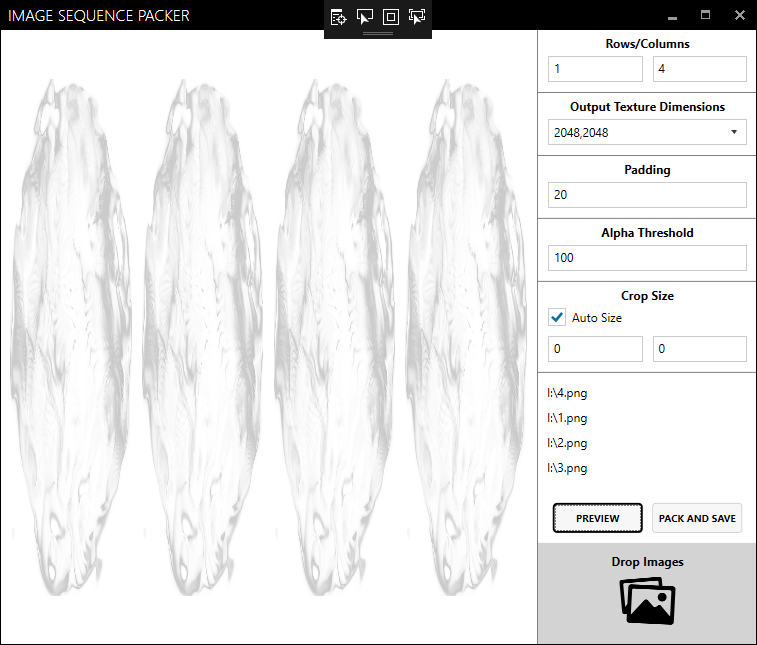 IMAGE SEQUENCE PACKER
Rows/Columns
1 4
Output Texture Dimensions
2048,2048
Padding
20
Alpha Threshold
100
Crop Size
Auto Size
0 0
I:\4.png
I:\1.png
I:\2.png
I:\3.png
PREVIEW PACK AND SAVE
Drop Images